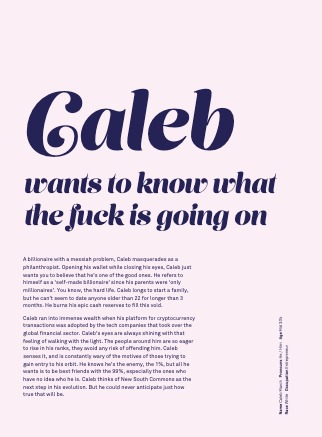 Caleb
wants to know what
the fuck is going on
A billionaire with a messiah problem, Caleb masquerades as a
philanthropist. Opening his wallet while closing his eyes, Caleb just
wants you to believe that he's one of the good ones. He refers to
himself as a 'self-made billionaire' since his parents were 'only
millionaires'. You know, the hard life. Caleb longs to start a family,
but he can't seem to date anyone older than 22 for longer than 3
months. He burns his epic cash reserves to fill this void.
Caleb ran into immense wealth when his platform for cryptocurrency
transactions was adopted by the tech companies that took over the
global financial sector. Caleb's eyes are always shining with that
feeling of walking with the light. The people around him are so eager
to rise in his ranks, they avoid any risk of offending him. Caleb
senses it, and is constantly wary of the motives of those trying to
gain entry to his orbit. He knows he's the enemy, the 1%, but all he
wants is to be best friends with the 99%, especially the ones who
have no idea who he is. Caleb thinks of New South Commons as the
next step in his evolution. But he could never anticipate just how
true that will be.
Name Caleb Pronouns He / Him Age Mid 50s
Race White Occupation Entrepreneur